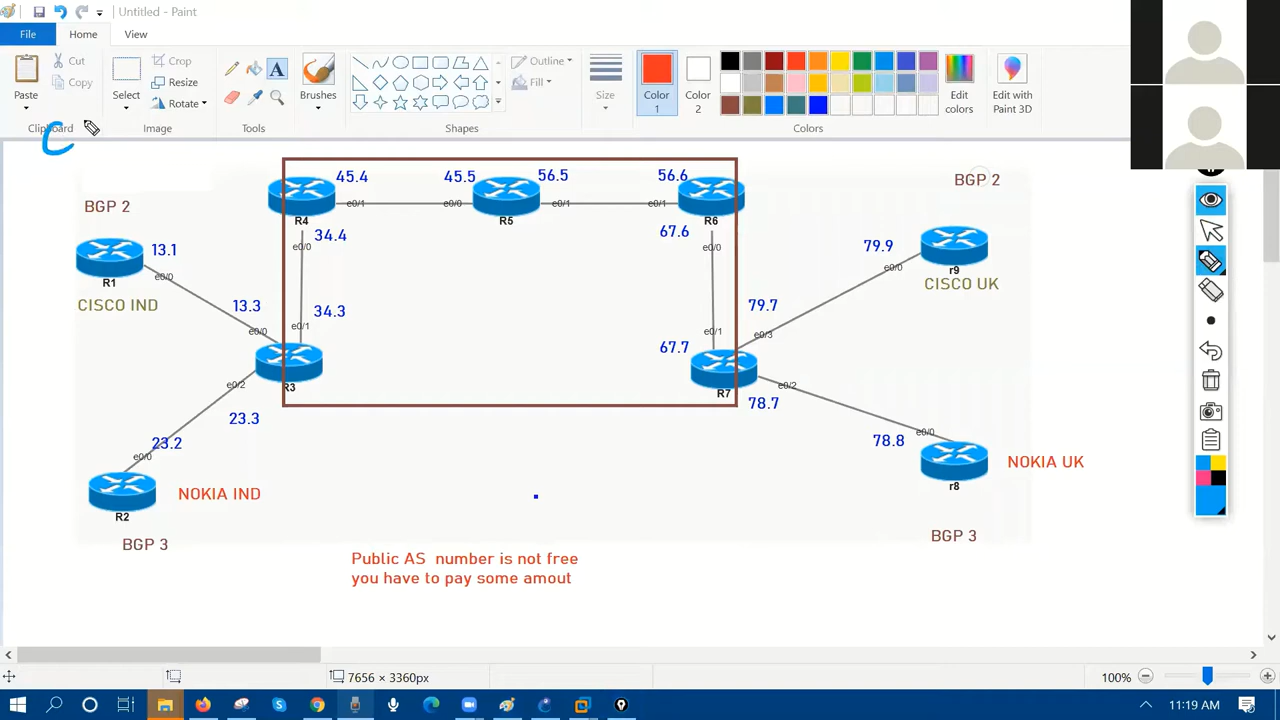 Untitled - Paint
File
Home
View
Paste
Cut
Copy
Clipboard
Select
Crop
Resize
Rotate
Image
A
Tools
Brushes
Outline
Fill
Shapes
Size
Color
1
Color
2
Edit
colors
Edit with
Paint 3D
Colors
C
BGP 2
R1
13.1
e0/0
CISCO IND
13.3
e0/0
R4
45.4
e0/1
45.5
e0/0
R5
56.5
e0/1
56.6
e0/1
R6
34.4
e0/0
34.3
e0/1
R3
e0/2
23.3
23.2
e0/0
R2
NOKIA IND
BGP 3
67.6
e0/0
e0/1
67.7
R7
79.7
e0/3
e0/2
78.7
BGP 2
79.9
e0/0
r9
CISCO UK
78.8
e0/0
r8
NOKIA UK
BGP 3
Public AS number is not free
you have to pay some amout
7656 × 3360px
100%
11:19 AM